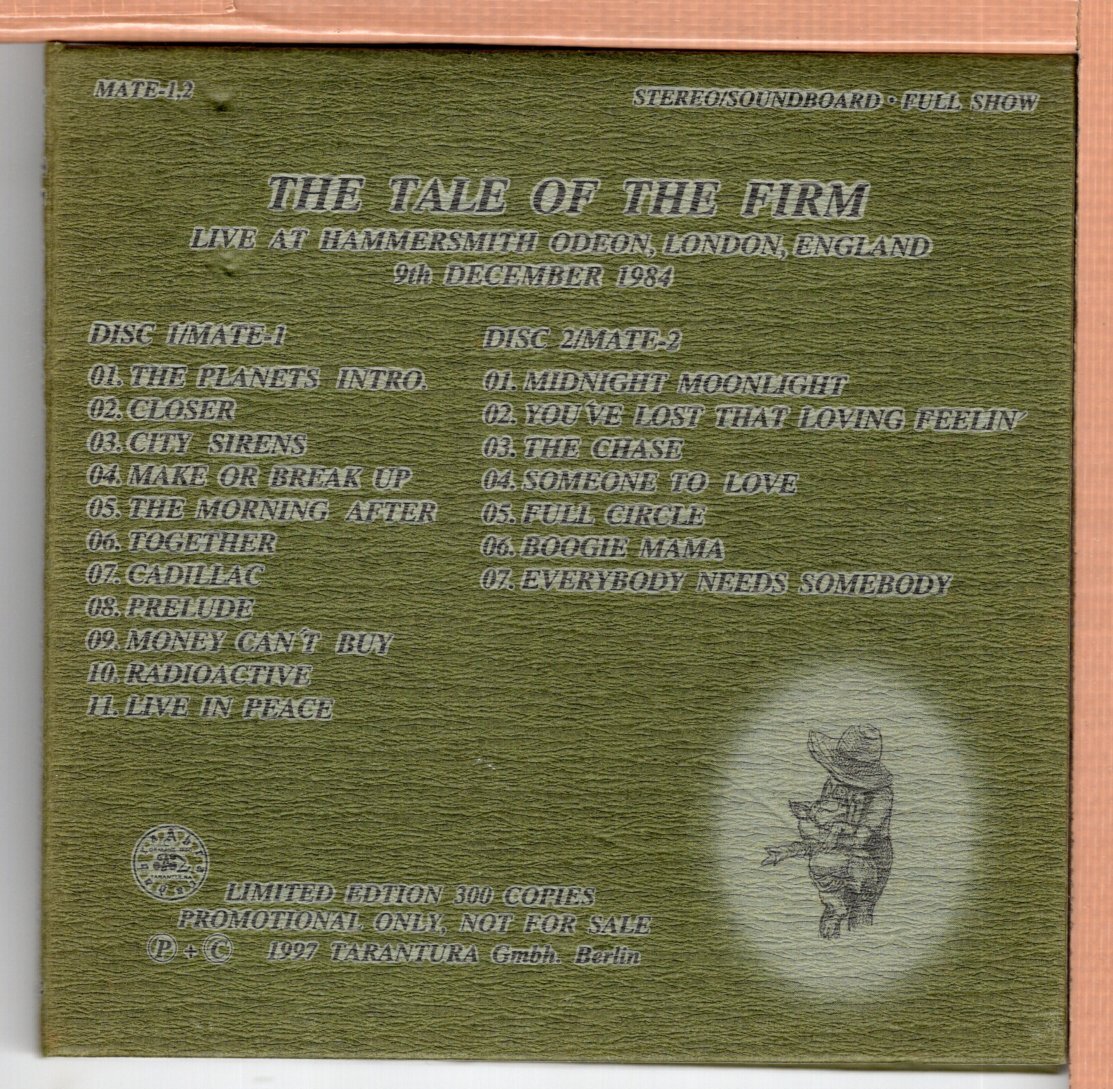 MATE-1,2
STEREO/SOUNDBOARD • FULL SHOW
THE TALE OF THE FIRM
LIVE AT HAMMERSMITH ODEON, LONDON, ENGLAND
9th DECEMBER 1984
DISC 1/MATE-1
01. THE PLANETS INTRO.
02. CLOSER
03. CITY SIRENS
04. MAKE OR BREAK UP
05. THE MORNING AFTER
06. TOGETHER
07. CADILLAC
08. PRELUDE
09. MONEY CAN'T BUY
10. RADIOACTIVE
11. LIVE IN PEACE
DISC 2/MATE-2
01. MIDNIGHT MOONLIGHT
02. YOU'VE LOST THAT LOVING FEELIN'
03. THE CHASE
04. SOMEONE TO LOVE
05. FULL CIRCLE
06. BOOGIE MAMA
07. EVERYBODY NEEDS SOMEBODY
TARANTURA
LIMITED EDTION 300 COPIES
PROMOTIONAL ONLY, NOT FOR SALE
Ⓟ + Ⓒ 1997 TARANTURA Gmbh. Berlin